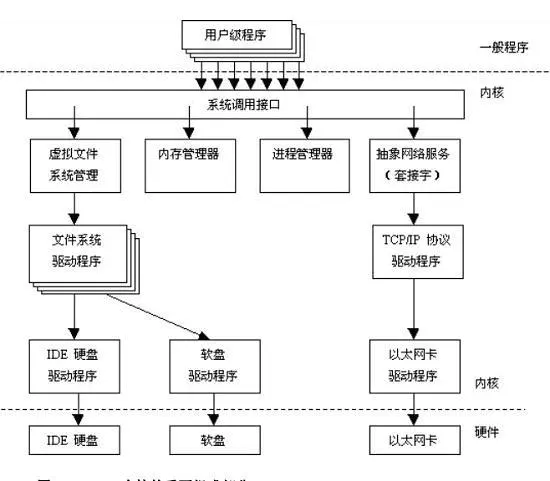 用户级程序
一般程序
内核
系统调用接口
虚拟文件
系统管理
内存管理器
进程管理器
抽象网络服务
（套接字）
文件系统
驱动程序
TCP/IP 协议
驱动程序
IDE 硬盘
驱动程序
软盘
驱动程序
以太网卡
驱动程序
内核
硬件
IDE 硬盘
软盘
以太网卡